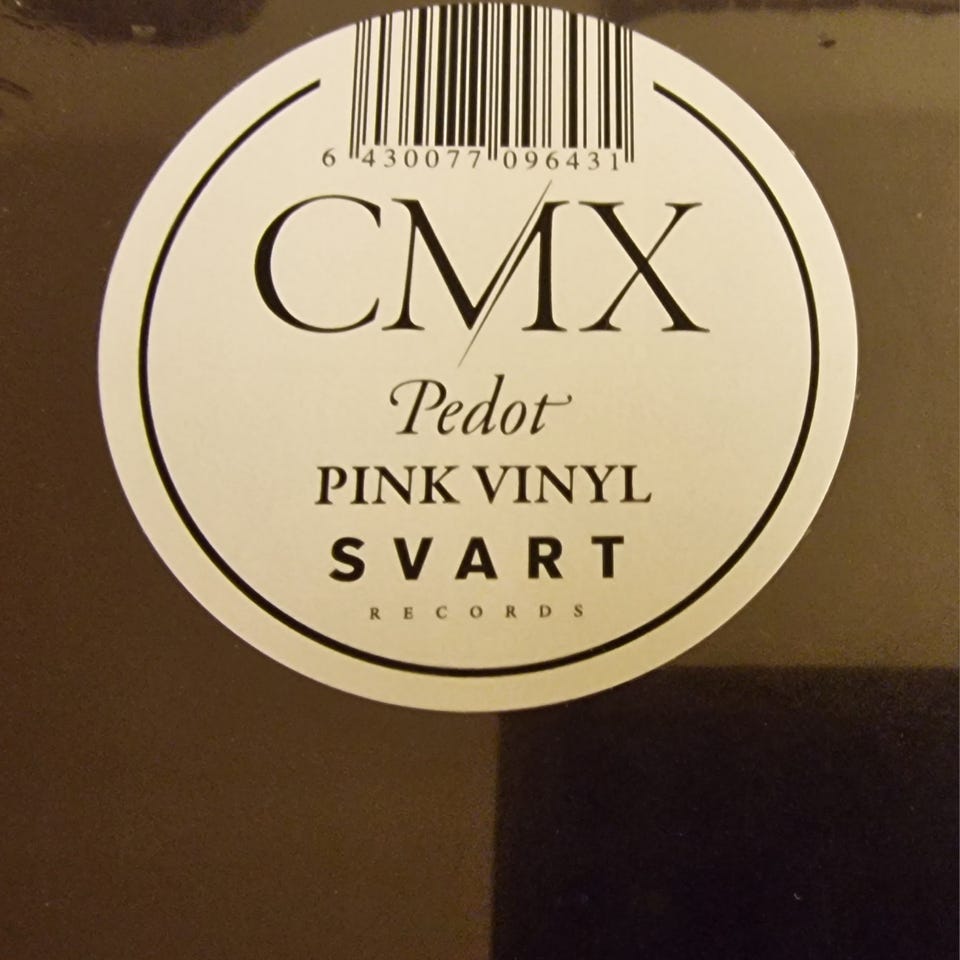 6 430077 096431
CMX
Pedot
PINK VINYL
SVART
RECORDS